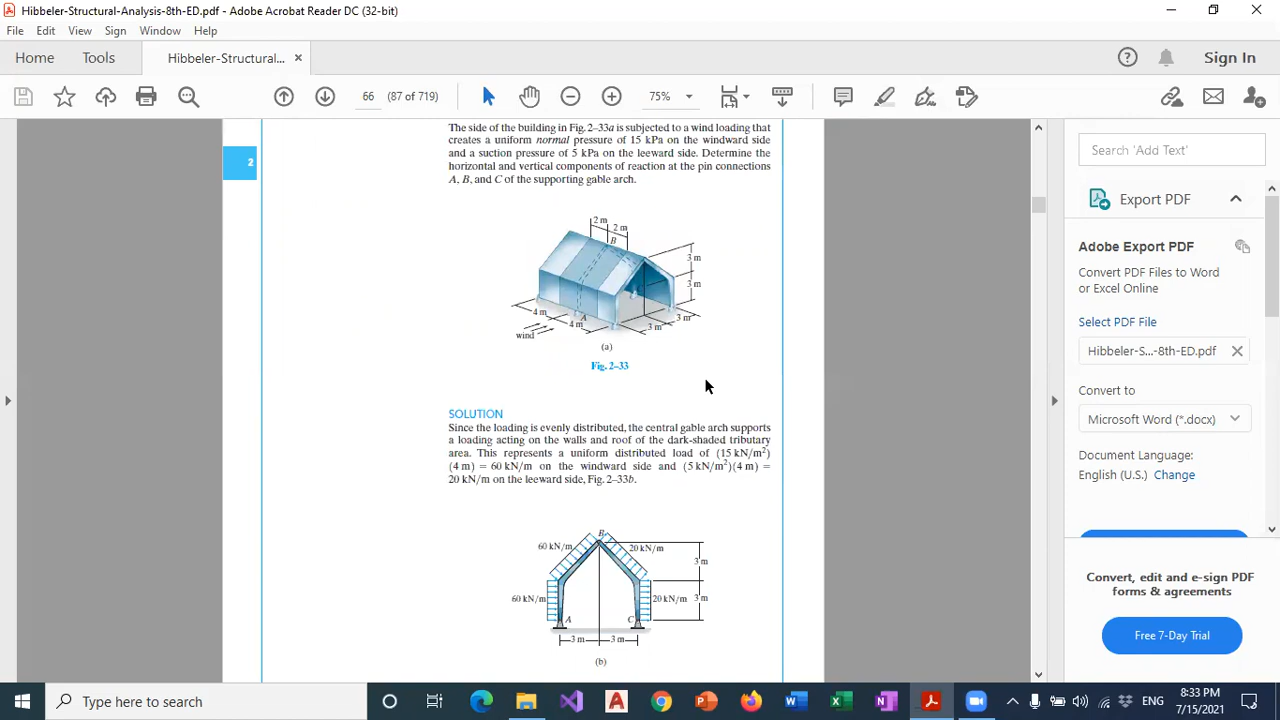 Hibbeler-Structural-Analysis-8th-ED.pdf - Adobe Acrobat Reader DC (32-bit)
File Edit View Sign Window Help
Home Tools Hibbeler-Structural... ×
Sign In
66 (87 of 719)
75%
The side of the building in Fig. 2–33a is subjected to a wind loading that
creates a uniform normal pressure of 15 kPa on the windward side
and a suction pressure of 5 kPa on the leeward side. Determine the
horizontal and vertical components of reaction at the pin connections
A, B, and C of the supporting gable arch.
2
2 m
2 m
B
3 m
3 m
4 m
A
4 m
3 m
3 m
wind
(a)
Fig. 2–33
SOLUTION
Since the loading is evenly distributed, the central gable arch supports
a loading acting on the walls and roof of the dark-shaded tributary
area. This represents a uniform distributed load of (15 kN/m²)
(4 m) = 60 kN/m on the windward side and (5 kN/m²)(4 m) =
20 kN/m on the leeward side, Fig. 2–33b.
B
60 kN/m
20 kN/m
3 m
60 kN/m
20 kN/m
3 m
A
C
3 m
3 m
(b)
Search 'Add Text'
Export PDF
Adobe Export PDF
Convert PDF Files to Word
or Excel Online
Select PDF File
Hibbeler-S...-8th-ED.pdf
Convert to
Microsoft Word (*.docx)
Document Language:
English (U.S.) Change
Convert, edit and e-sign PDF
forms & agreements
Free 7-Day Trial
Type here to search
ENG
8:33 PM
7/15/2021